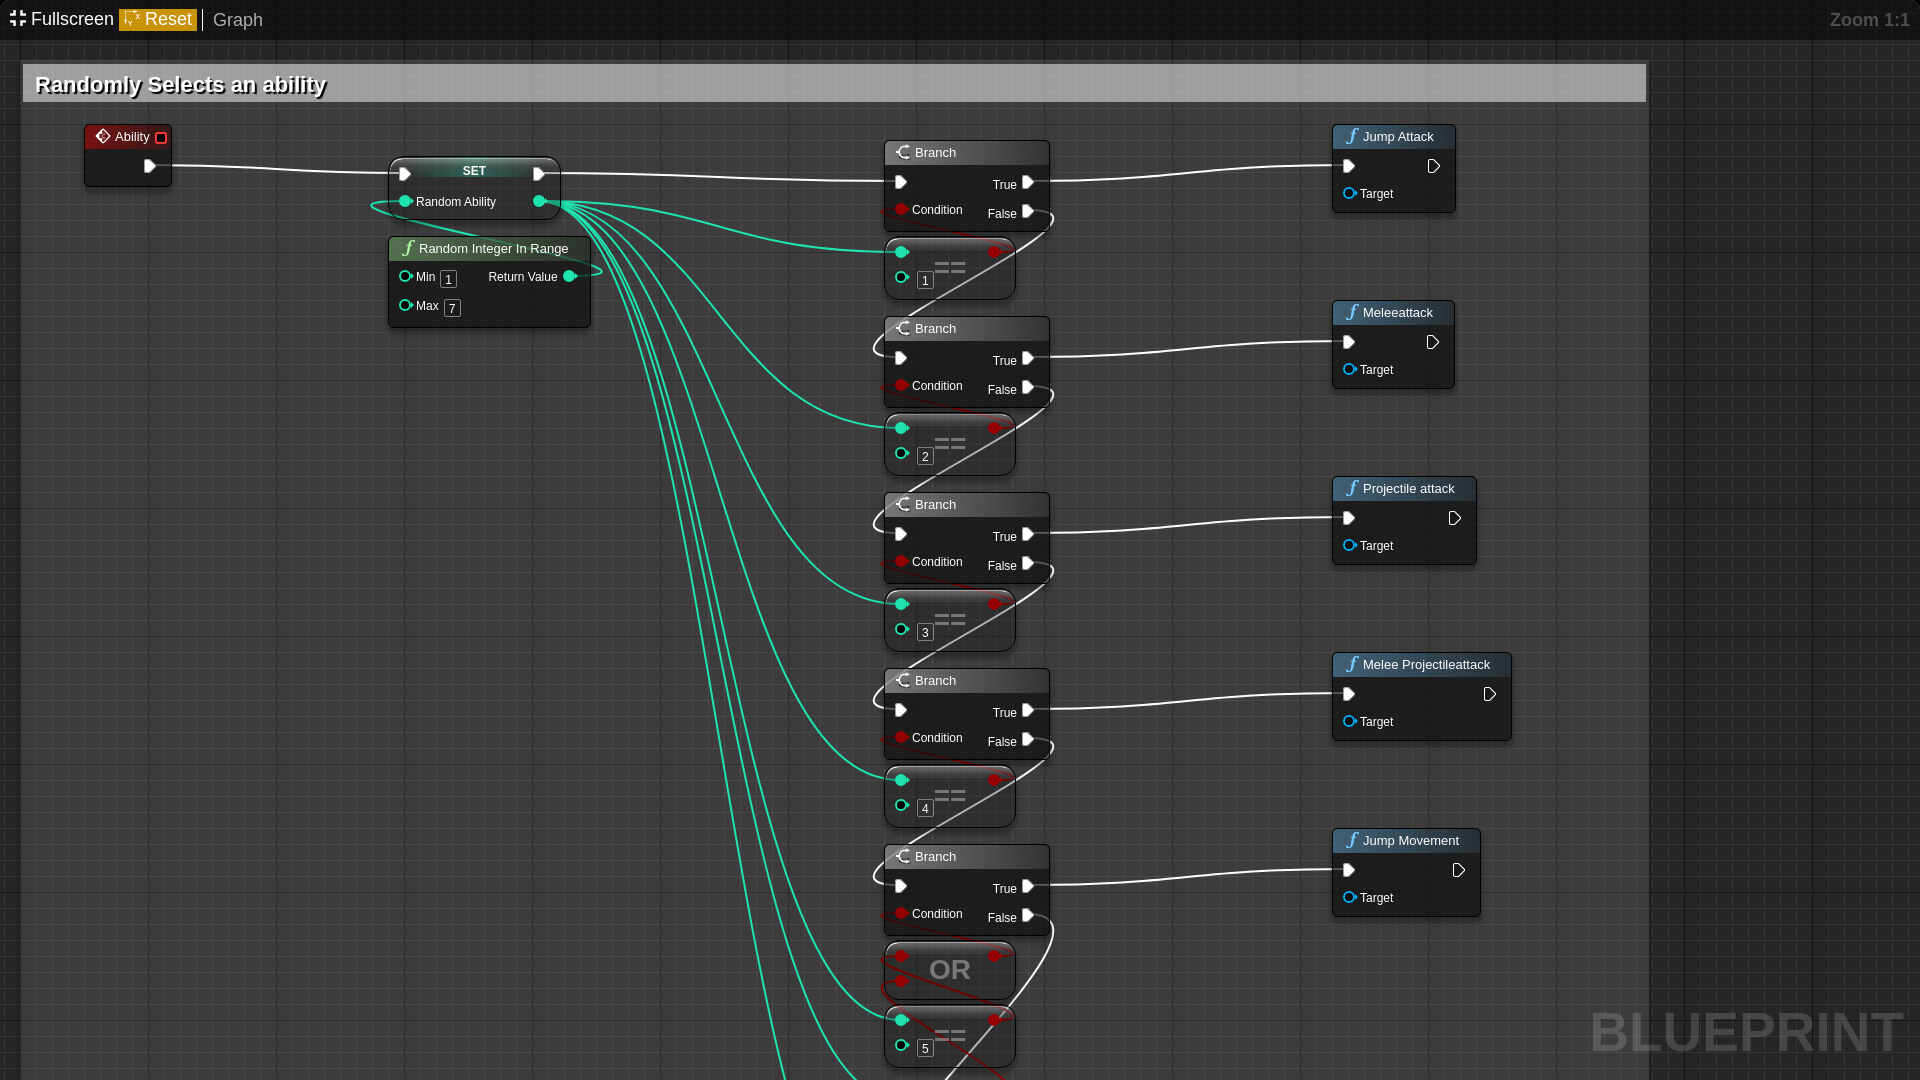 Fullscreen Reset Graph Zoom 1:1
Randomly Selects an ability
Ability
SET
Random Ability
Random Integer In Range
Min 1 Return Value
Max 7
Branch
True
Condition
False
==
1
Jump Attack
Target
Branch
True
Condition
False
==
2
Meleeattack
Target
Branch
True
Condition
False
==
3
Projectile attack
Target
Branch
True
Condition
False
==
4
Melee Projectileattack
Target
Branch
True
Condition
False
OR
==
5
Jump Movement
Target
BLUEPRINT